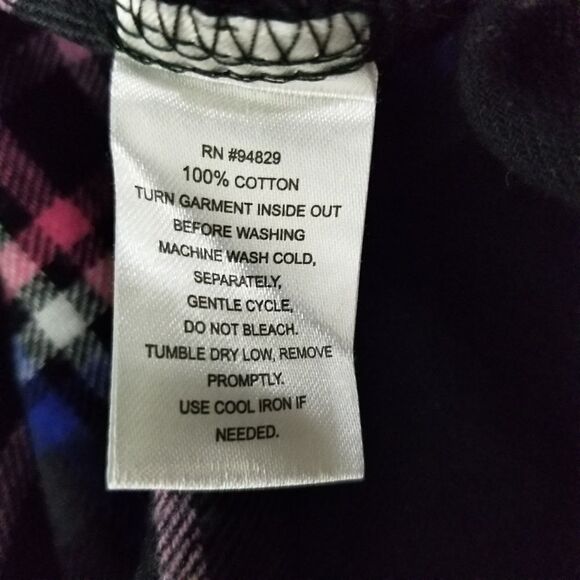 RN #94829
100% COTTON
TURN GARMENT INSIDE OUT
BEFORE WASHING
MACHINE WASH COLD,
SEPARATELY,
GENTLE CYCLE,
DO NOT BLEACH.
TUMBLE DRY LOW, REMOVE
PROMPTLY.
USE COOL IRON IF
NEEDED.